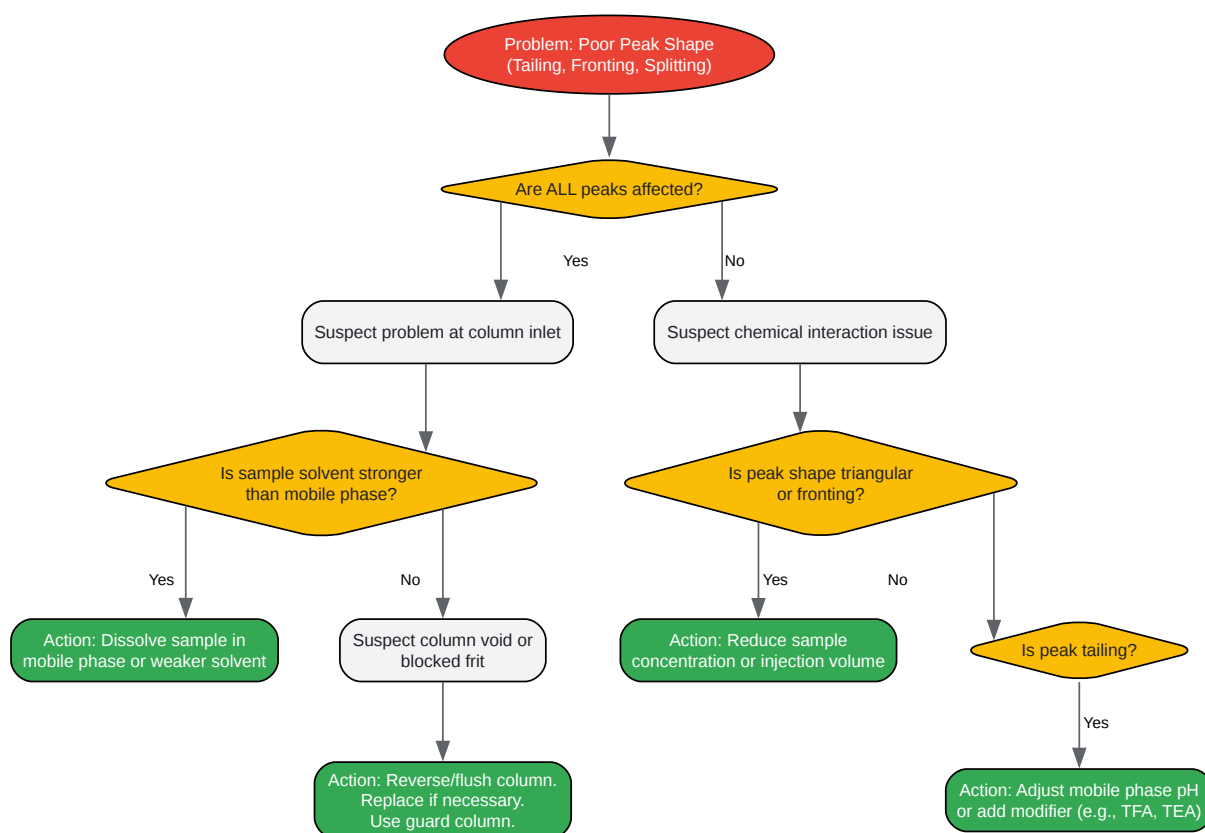 Problem: Poor Peak Shape
(Tailing, Fronting, Splitting)
Are ALL peaks affected?
Yes
No
Suspect problem at column inlet
Suspect chemical interaction issue
Is sample solvent stronger
than mobile phase?
Is peak shape triangular
or fronting?
Yes
No
Yes
No
Action: Dissolve sample in
mobile phase or weaker solvent
Suspect column void or
blocked frit
Action: Reduce sample
concentration or injection volume
Is peak tailing?
Yes
Action: Reverse/flush column.
Replace if necessary.
Use guard column.
Action: Adjust mobile phase pH
or add modifier (e.g., TFA, TEA)